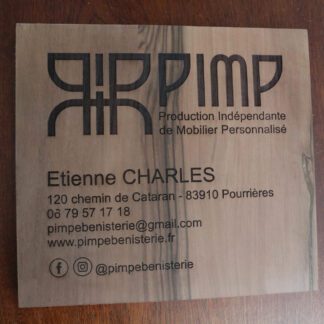 PIMP
Production Indépendante
de Mobilier Personnalisé
Etienne CHARLES
120 chemin de Cataran - 83910 Pourrières
06 79 57 17 18
pimpebenisterie@gmail.com
www.pimpebenisterie.fr
@pimpebenisterie